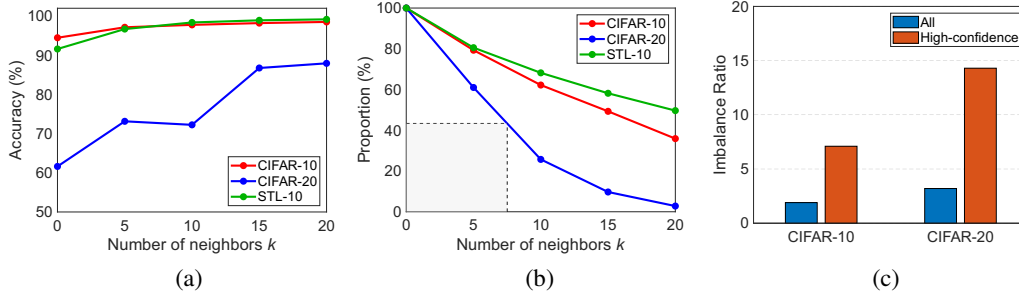 100
90
80
70
60
50
Accuracy (%)
0 5 10 15 20
Number of neighbors k
CIFAR-10
CIFAR-20
STL-10
(a)
100%
80%
60%
40%
20%
0
Proportion (%)
0 5 10 15 20
Number of neighbors k
CIFAR-10
CIFAR-20
STL-10
(b)
20
15
10
5
0
Imbalance Ratio
All
High-confidence
CIFAR-10 CIFAR-20
(c)